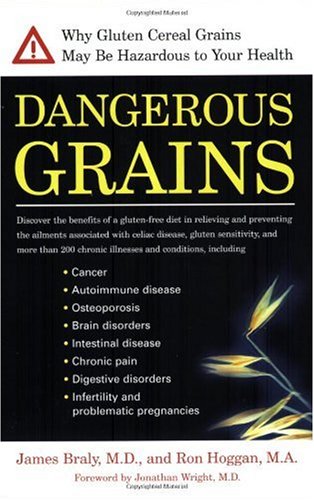 Why Gluten Cereal Grains
May Be Hazardous to Your Health
DANGEROUS
GRAINS
Discover the benefits of a gluten-free diet in relieving and preventing
the ailments associated with celiac disease, gluten sensitivity, and
more than 200 chronic illnesses and conditions, including
• Cancer
• Autoimmune disease
• Osteoporosis
• Brain disorders
• Intestinal disease
• Chronic pain
• Digestive disorders
• Infertility and
problematic pregnancies
James Braly, M.D., and Ron Hoggan, M.A.
Foreword by Jonathan Wright, M.D.